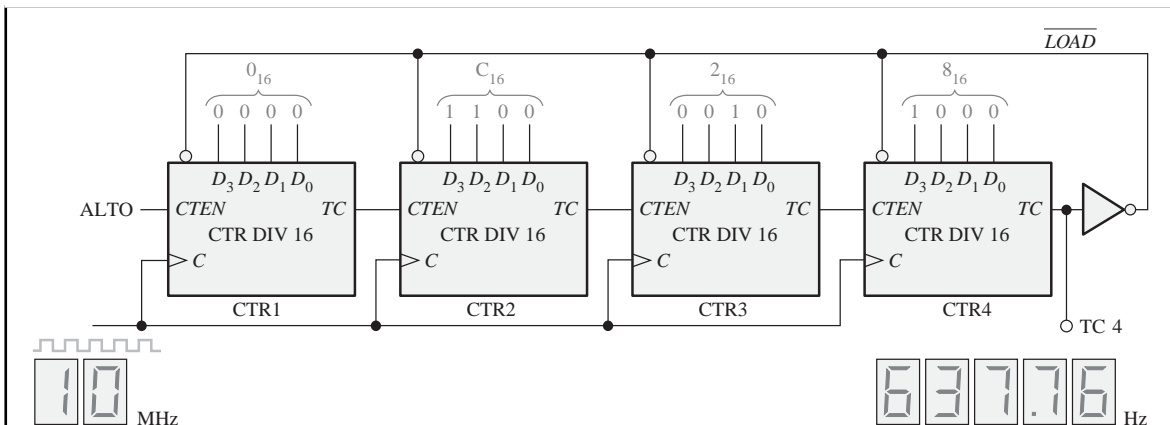 LOAD
0₁₆ C₁₆ 2₁₆ 8₁₆
0 0 0 0 1 1 0 0 0 0 1 0 1 0 0 0
D₃ D₂ D₁ D₀ D₃ D₂ D₁ D₀ D₃ D₂ D₁ D₀ D₃ D₂ D₁ D₀
ALTO CTEN TC CTEN TC CTEN TC CTEN TC
CTR DIV 16 CTR DIV 16 CTR DIV 16 CTR DIV 16
C C C C
CTR1 CTR2 CTR3 CTR4
TC 4
10 MHz 637.76 Hz